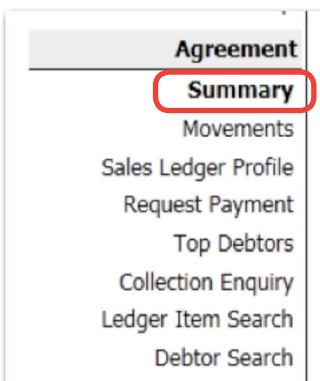 Agreement
Summary
Movements
Sales Ledger Profile
Request Payment
Top Debtors
Collection Enquiry
Ledger Item Search
Debtor Search